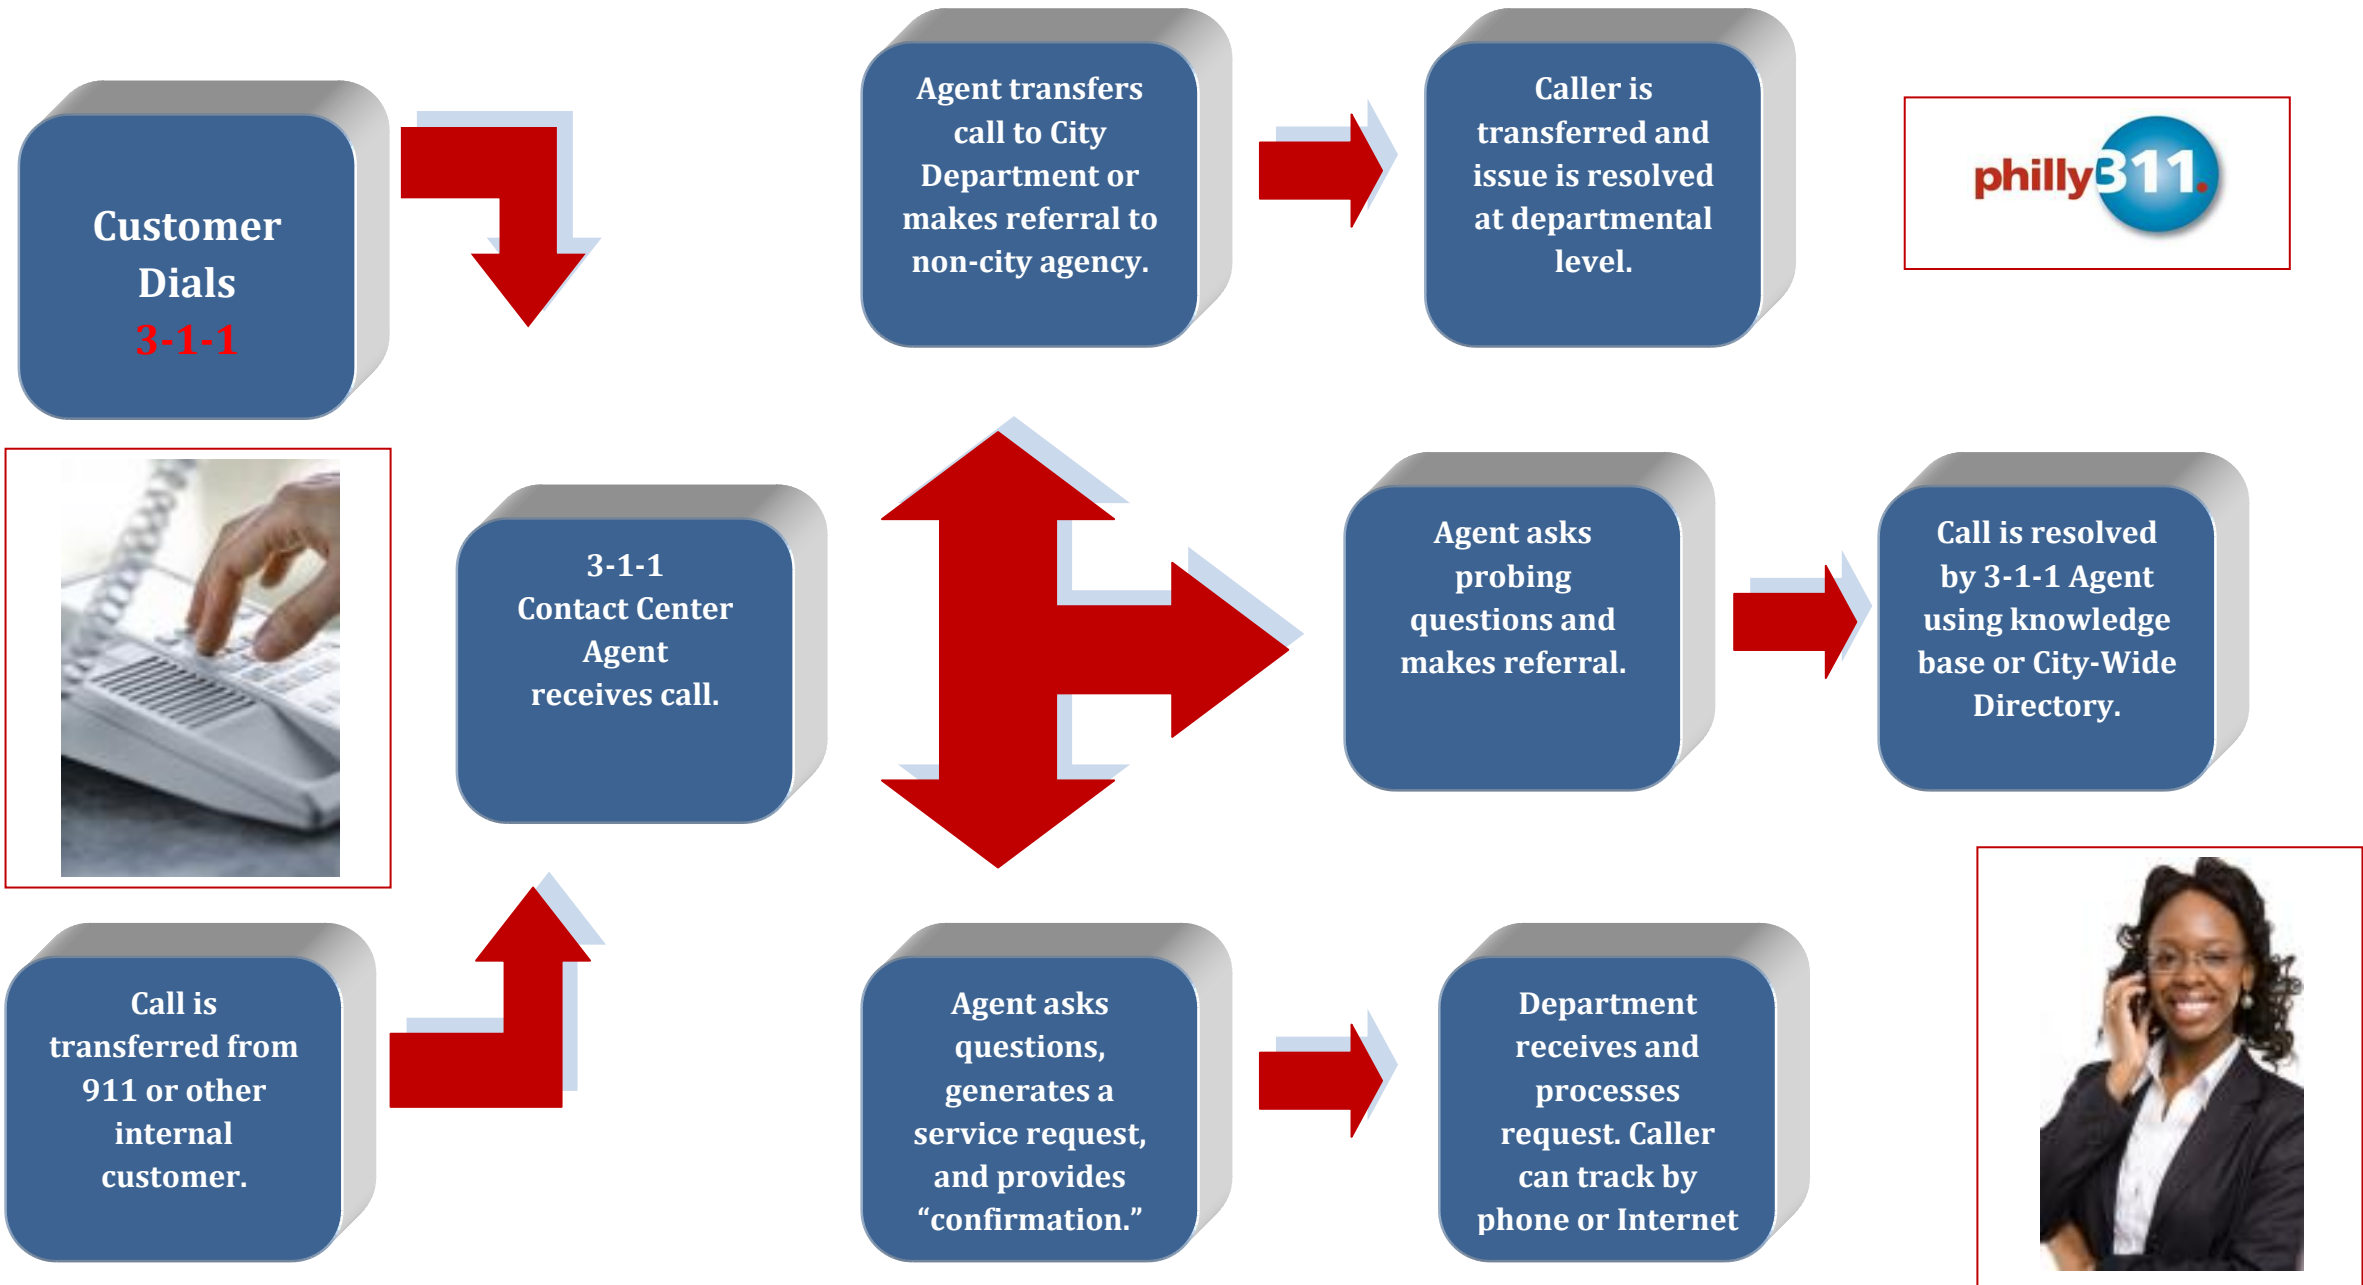 Customer
Dials
3-1-1
Agent transfers
call to City
Department or
makes referral to
non-city agency.
Caller is
transferred and
issue is resolved
at departmental
level.
philly311.
3-1-1
Contact Center
Agent
receives call.
Agent asks
probing
questions and
makes referral.
Call is resolved
by 3-1-1 Agent
using knowledge
base or City-Wide
Directory.
Call is
transferred from
911 or other
internal
customer.
Agent asks
questions,
generates a
service request,
and provides
“confirmation.”
Department
receives and
processes
request. Caller
can track by
phone or Internet